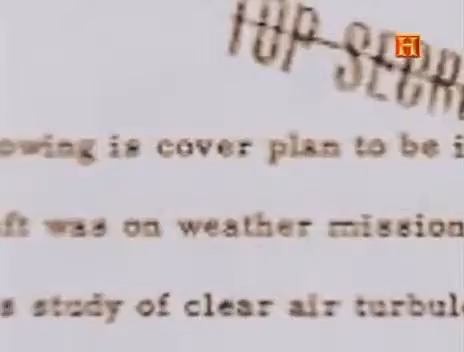 TOP SECR
H
owing is cover plan to be i
ft was on weather mission
s study of clear air turbul